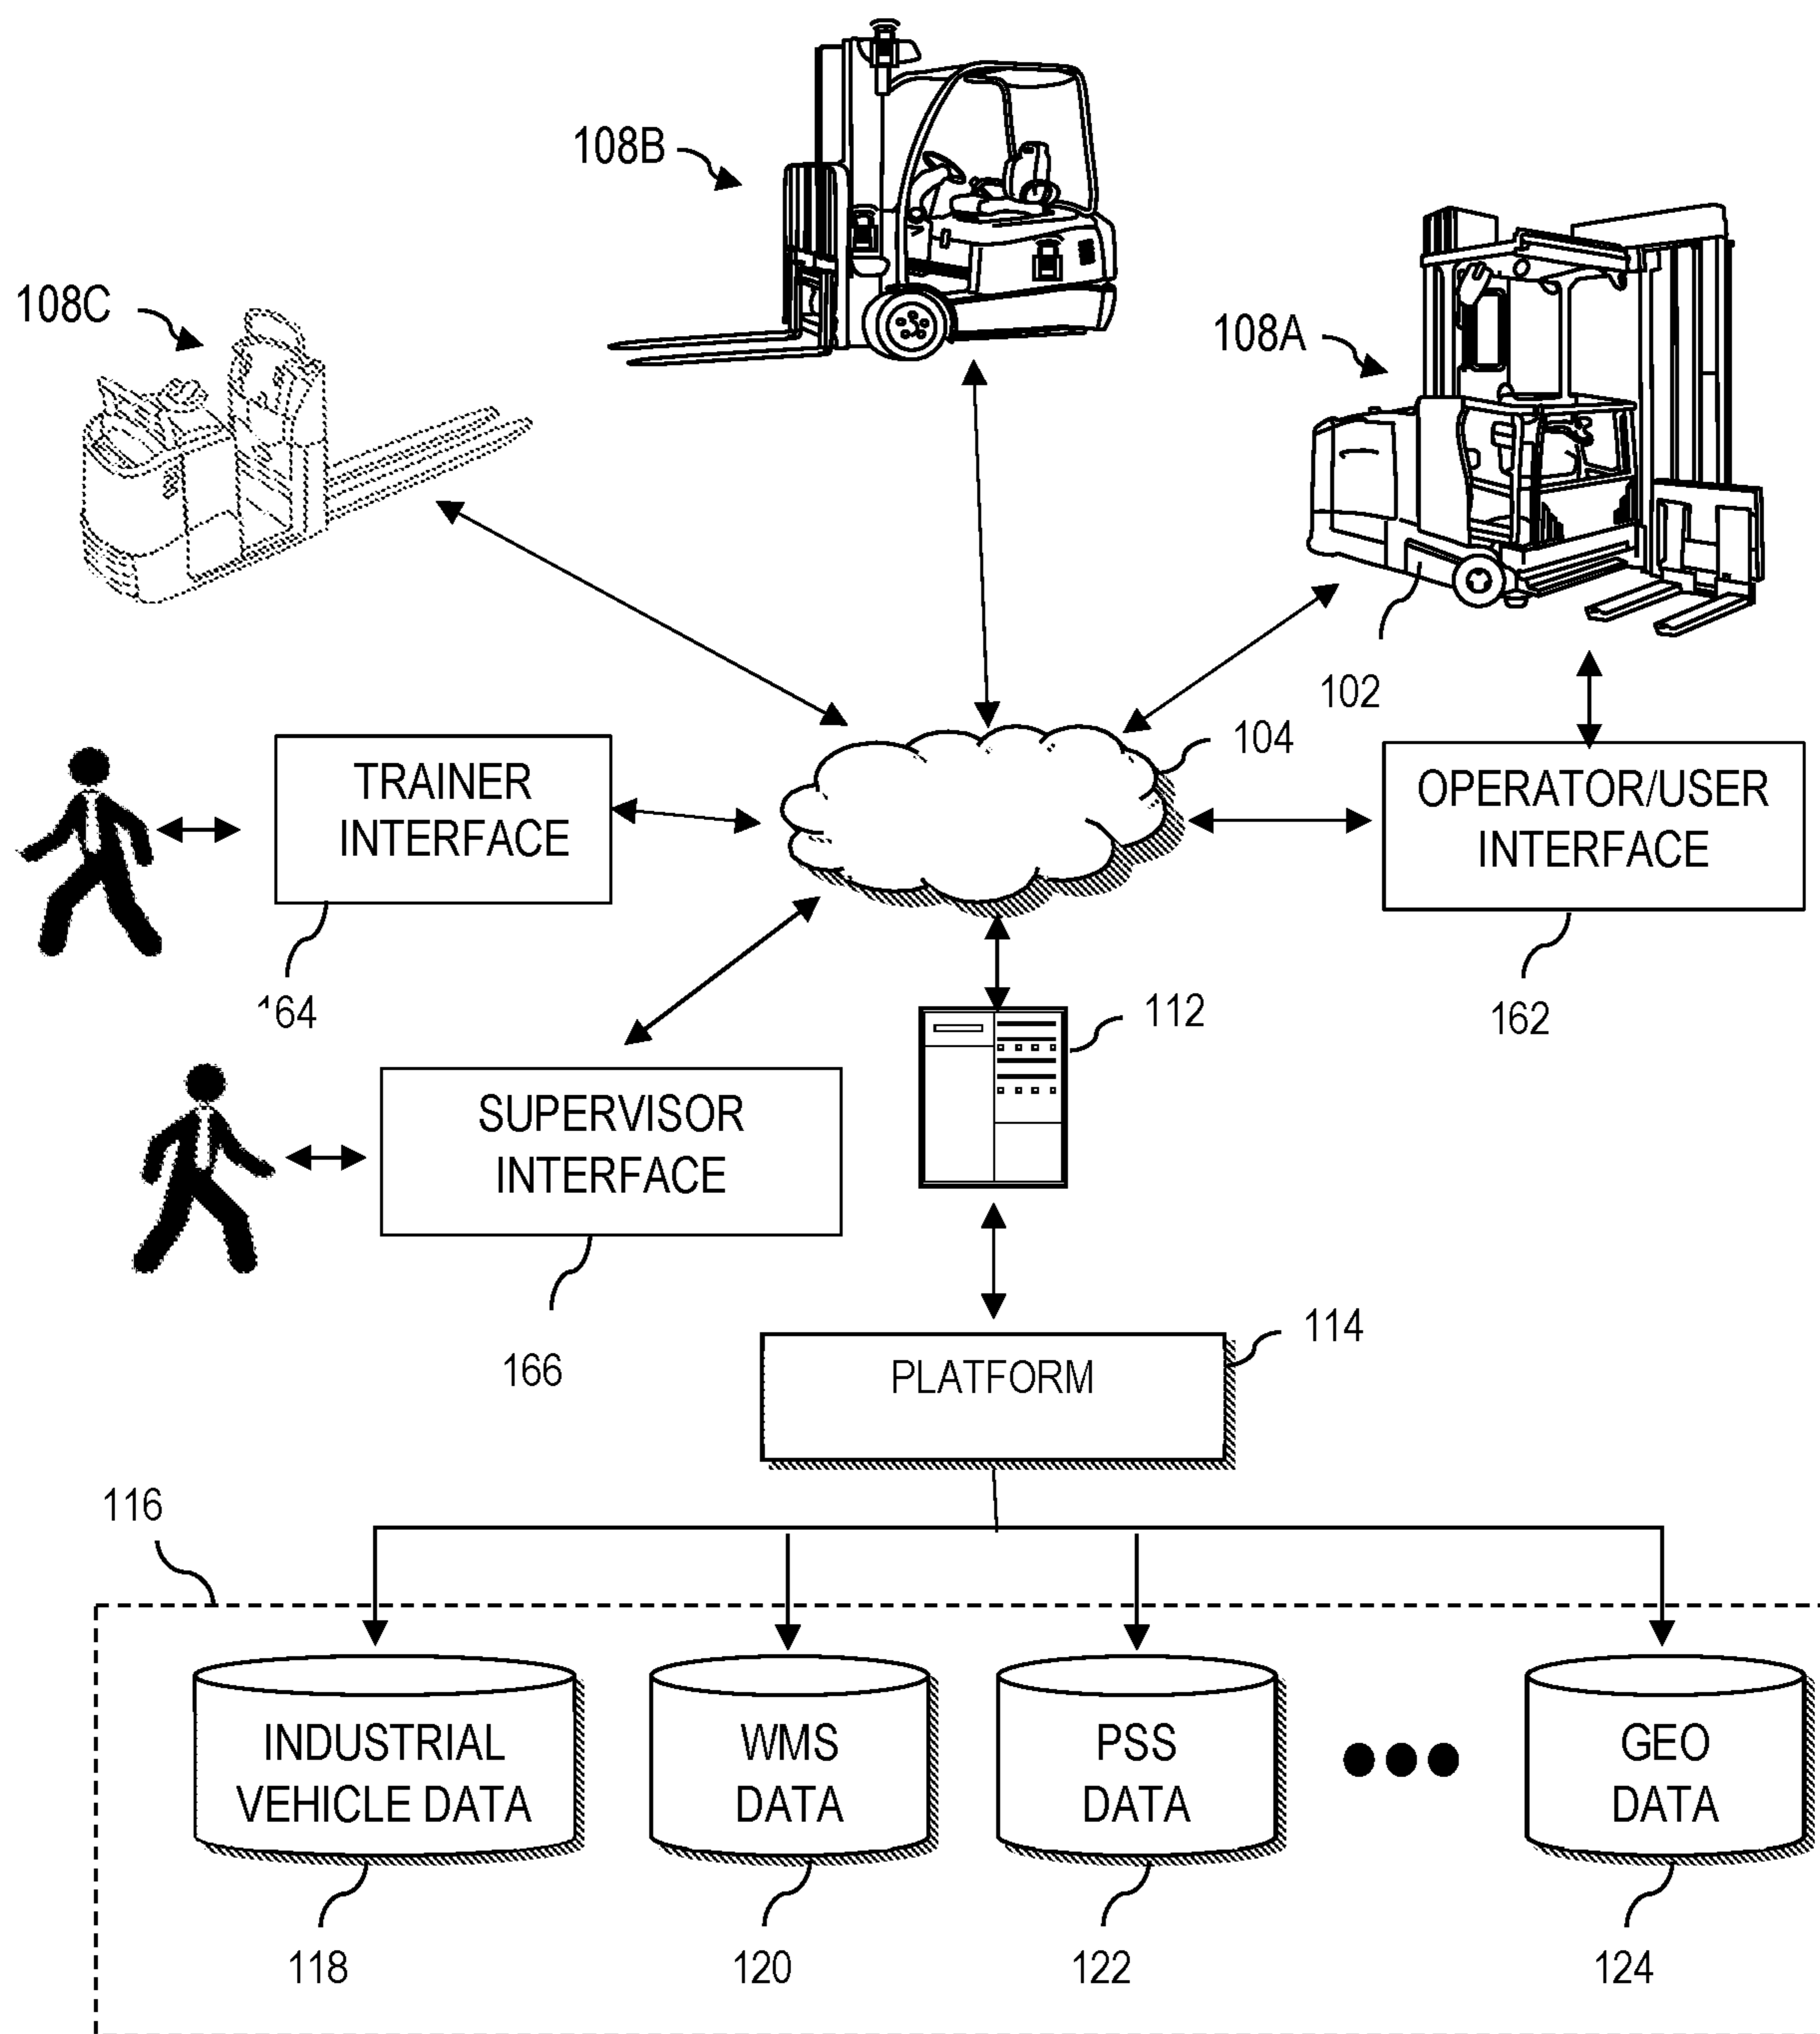 108B
108C
108A
102
104
TRAINER
INTERFACE
OPERATOR/USER
INTERFACE
164
112
162
SUPERVISOR
INTERFACE
166
114
PLATFORM
116
INDUSTRIAL
VEHICLE DATA
WMS
DATA
PSS
DATA
GEO
DATA
118
120
122
124